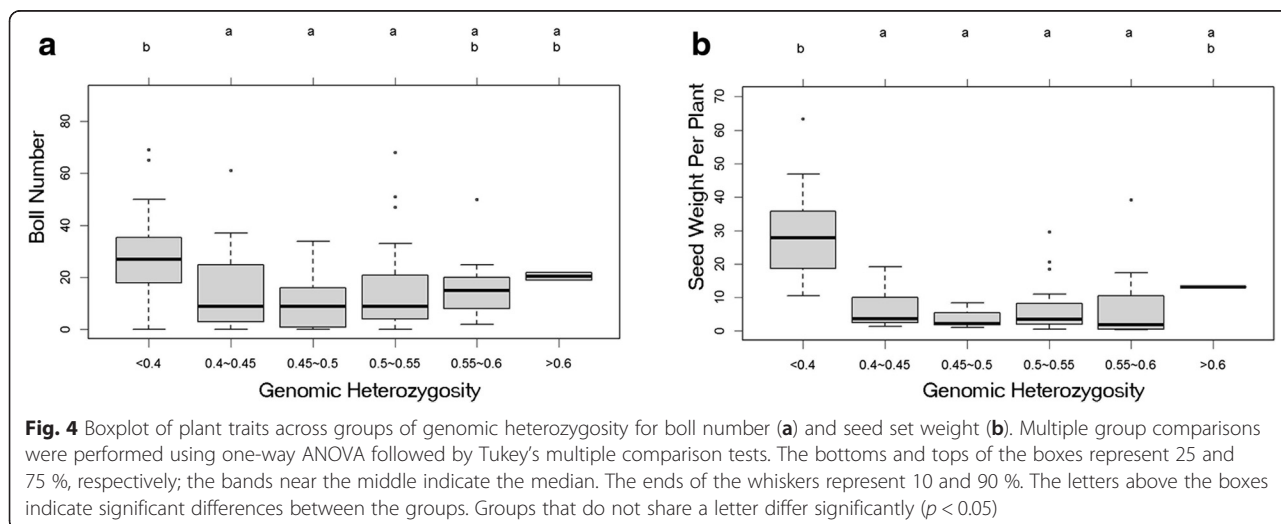 a
b a a a a a
b b
Boll Number
80
60
40
20
0
<0.4 0.4~0.45 0.45~0.5 0.5~0.55 0.55~0.6 >0.6
Genomic Heterozygosity
b
b a a a a a
b
Seed Weight Per Plant
70
60
50
40
30
20
10
0
<0.4 0.4~0.45 0.45~0.5 0.5~0.55 0.55~0.6 >0.6
Genomic Heterozygosity
Fig. 4 Boxplot of plant traits across groups of genomic heterozygosity for boll number (a) and seed set weight (b). Multiple group comparisons
were performed using one-way ANOVA followed by Tukey's multiple comparison tests. The bottoms and tops of the boxes represent 25 and
75 %, respectively; the bands near the middle indicate the median. The ends of the whiskers represent 10 and 90 %. The letters above the boxes
indicate significant differences between the groups. Groups that do not share a letter differ significantly (p < 0.05)